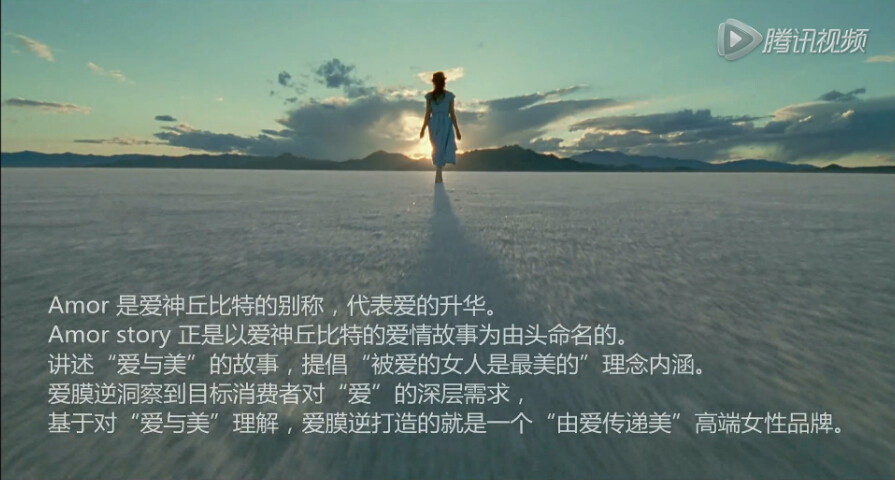 腾讯视频
Amor 是爱神丘比特的别称，代表爱的升华。
Amor story 正是以爱神丘比特的爱情故事为由头命名的。
讲述“爱与美”的故事，提倡“被爱的女人是最美的”理念内涵。
爱膜逆洞察到目标消费者对“爱”的深层需求，
基于对“爱与美”理解，爱膜逆打造的就是一个“由爱传递美”高端女性品牌。